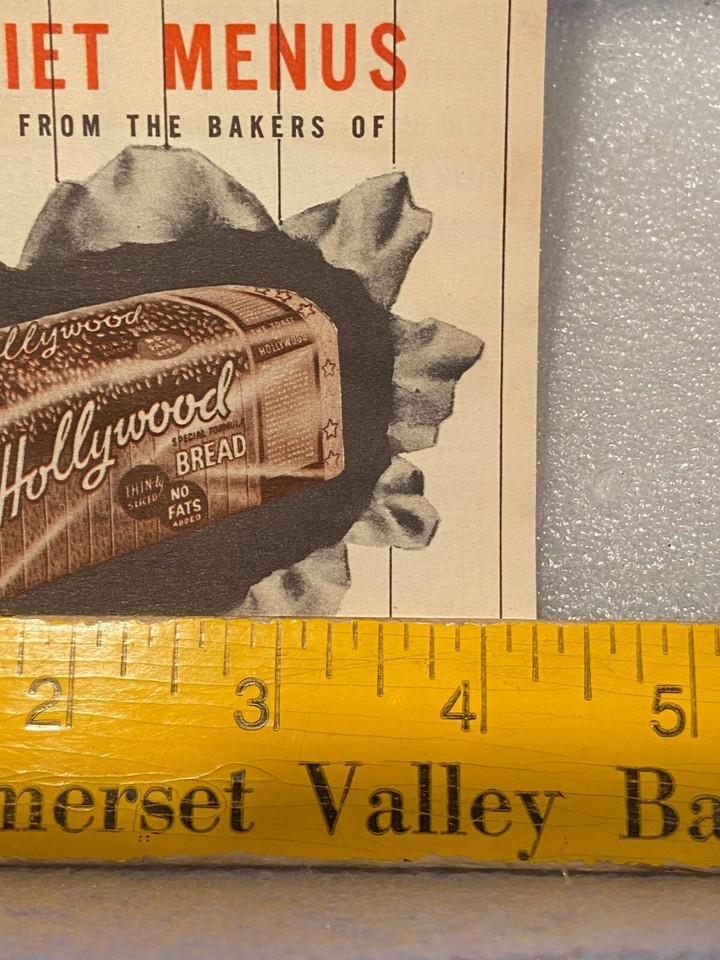 IET MENUS
FROM THE BAKERS OF
llywood
HOLLYWOOD
Hollywood
SPECIAL FORMULA
BREAD
THIN-ly
SLICED
NO
FATS
ADDED
2 3 4 5
merset Valley Ba